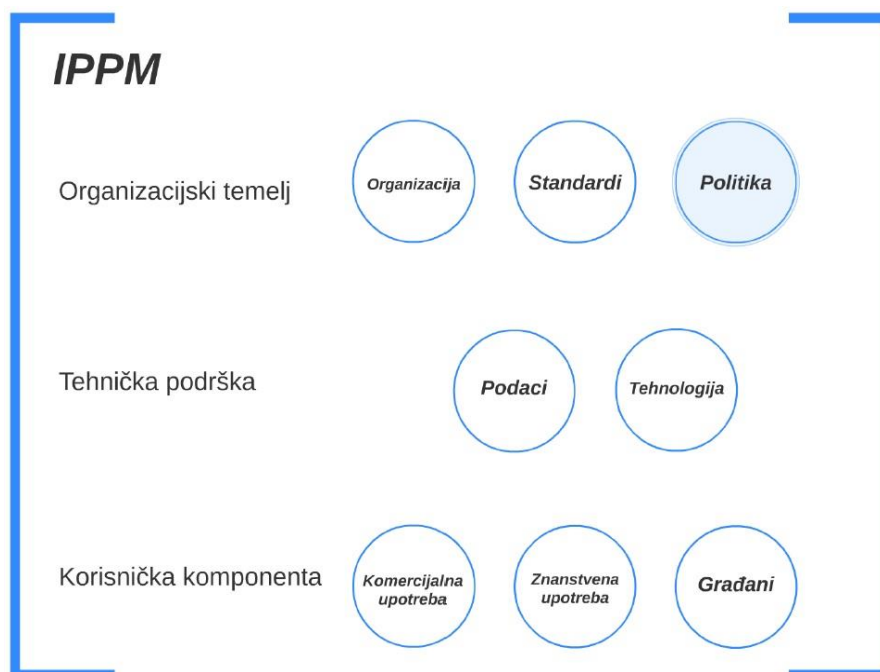 IPPM
Organizacijski temelj
Organizacija
Standardi
Politika
Tehnička podrška
Podaci
Tehnologija
Korisnička komponenta
Komercijalna
upotreba
Znanstvena
upotreba
Građani